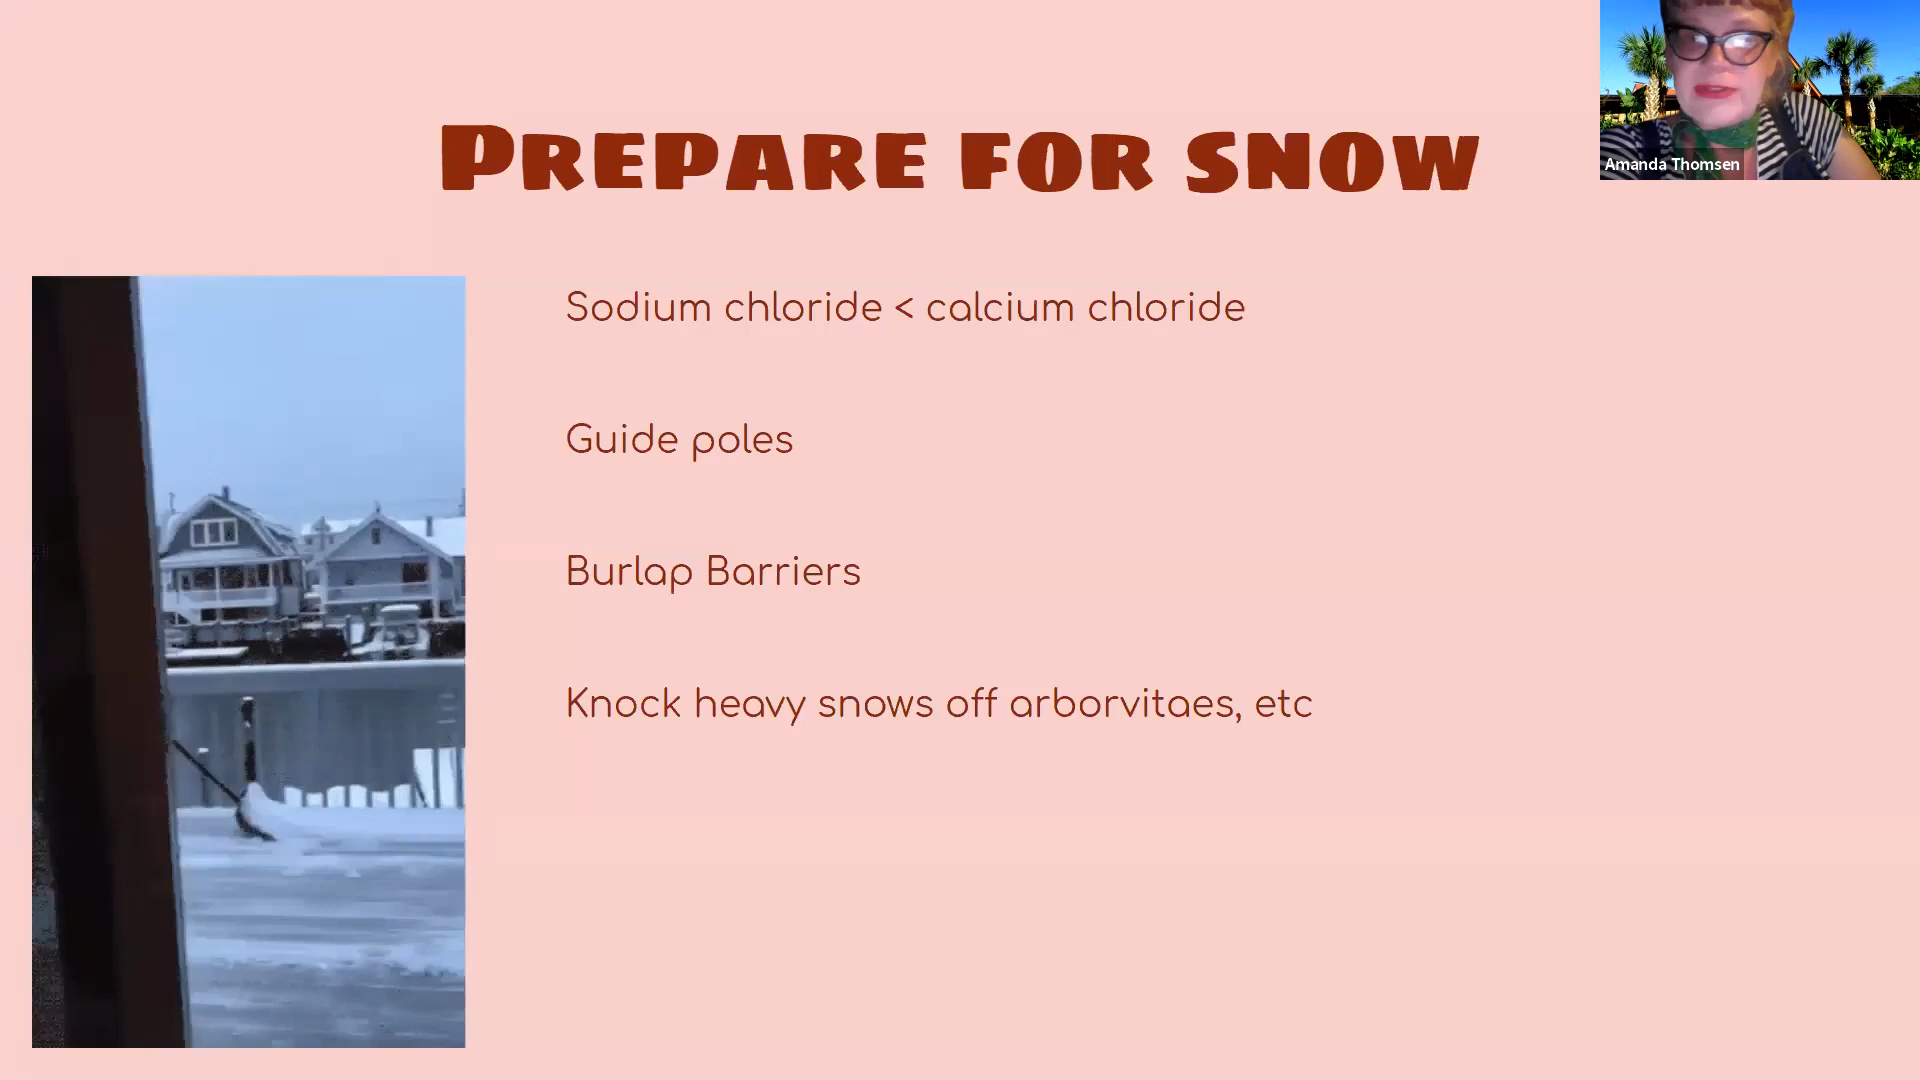 Prepare for snow
Amanda Thomsen
Sodium chloride < calcium chloride
Guide poles
Burlap Barriers
Knock heavy snows off arborvitaes, etc